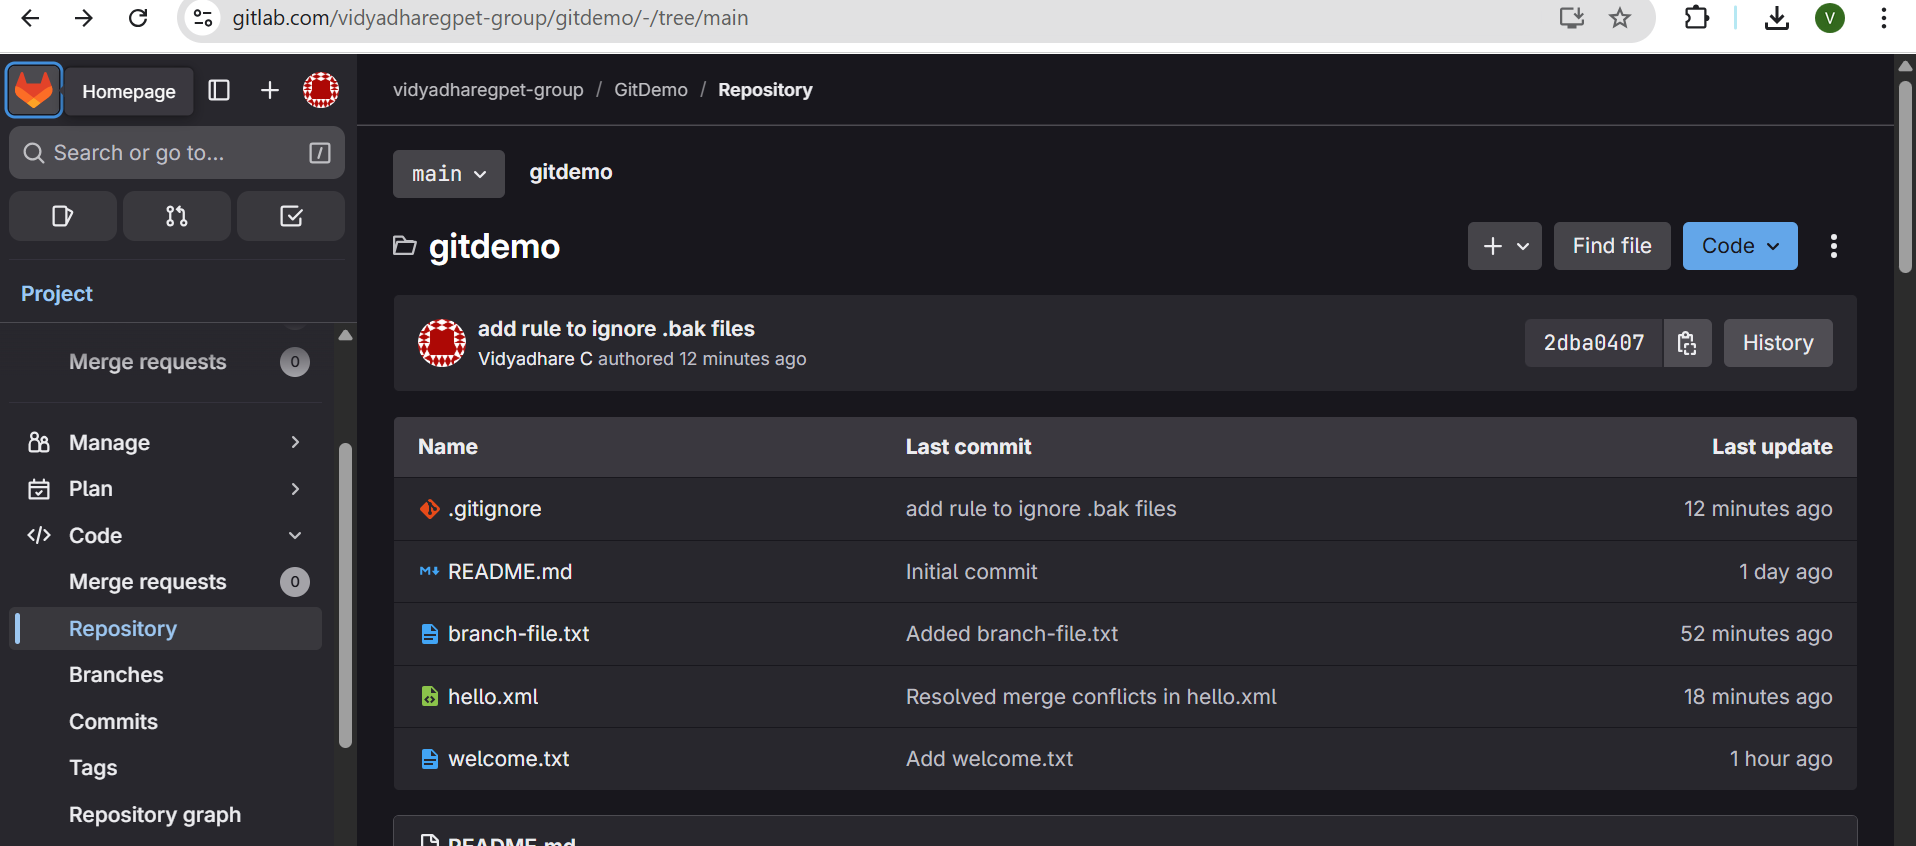 gitlab.com/vidyadharegpet-group/gitdemo/-/tree/main
V
Homepage
Search or go to...
/
Project
Merge requests 0
Manage
Plan
Code
Merge requests 0
Repository
Branches
Commits
Tags
Repository graph
vidyadharegpet-group / GitDemo / Repository
main gitdemo
gitdemo
Find file
Code
add rule to ignore .bak files
Vidyadhare C authored 12 minutes ago
2dba0407
History
Name Last commit Last update
.gitignore add rule to ignore .bak files 12 minutes ago
README.md Initial commit 1 day ago
branch-file.txt Added branch-file.txt 52 minutes ago
hello.xml Resolved merge conflicts in hello.xml 18 minutes ago
welcome.txt Add welcome.txt 1 hour ago
README.md